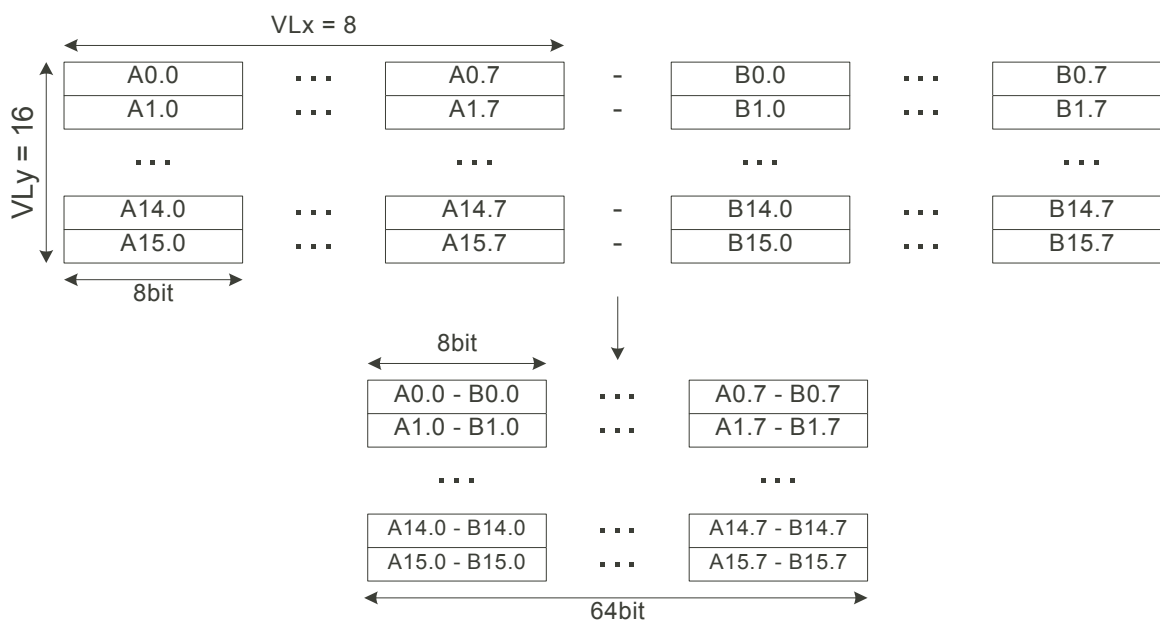 VLx = 8
A0.0 ... A0.7 - B0.0 ... B0.7
A1.0 ... A1.7 - B1.0 ... B1.7
... ... ... ...
VLy = 16
A14.0 ... A14.7 - B14.0 ... B14.7
A15.0 ... A15.7 - B15.0 ... B15.7
8bit
8bit
A0.0 - B0.0 ... A0.7 - B0.7
A1.0 - B1.0 ... A1.7 - B1.7
... ...
A14.0 - B14.0 ... A14.7 - B14.7
A15.0 - B15.0 ... A15.7 - B15.7
64bit